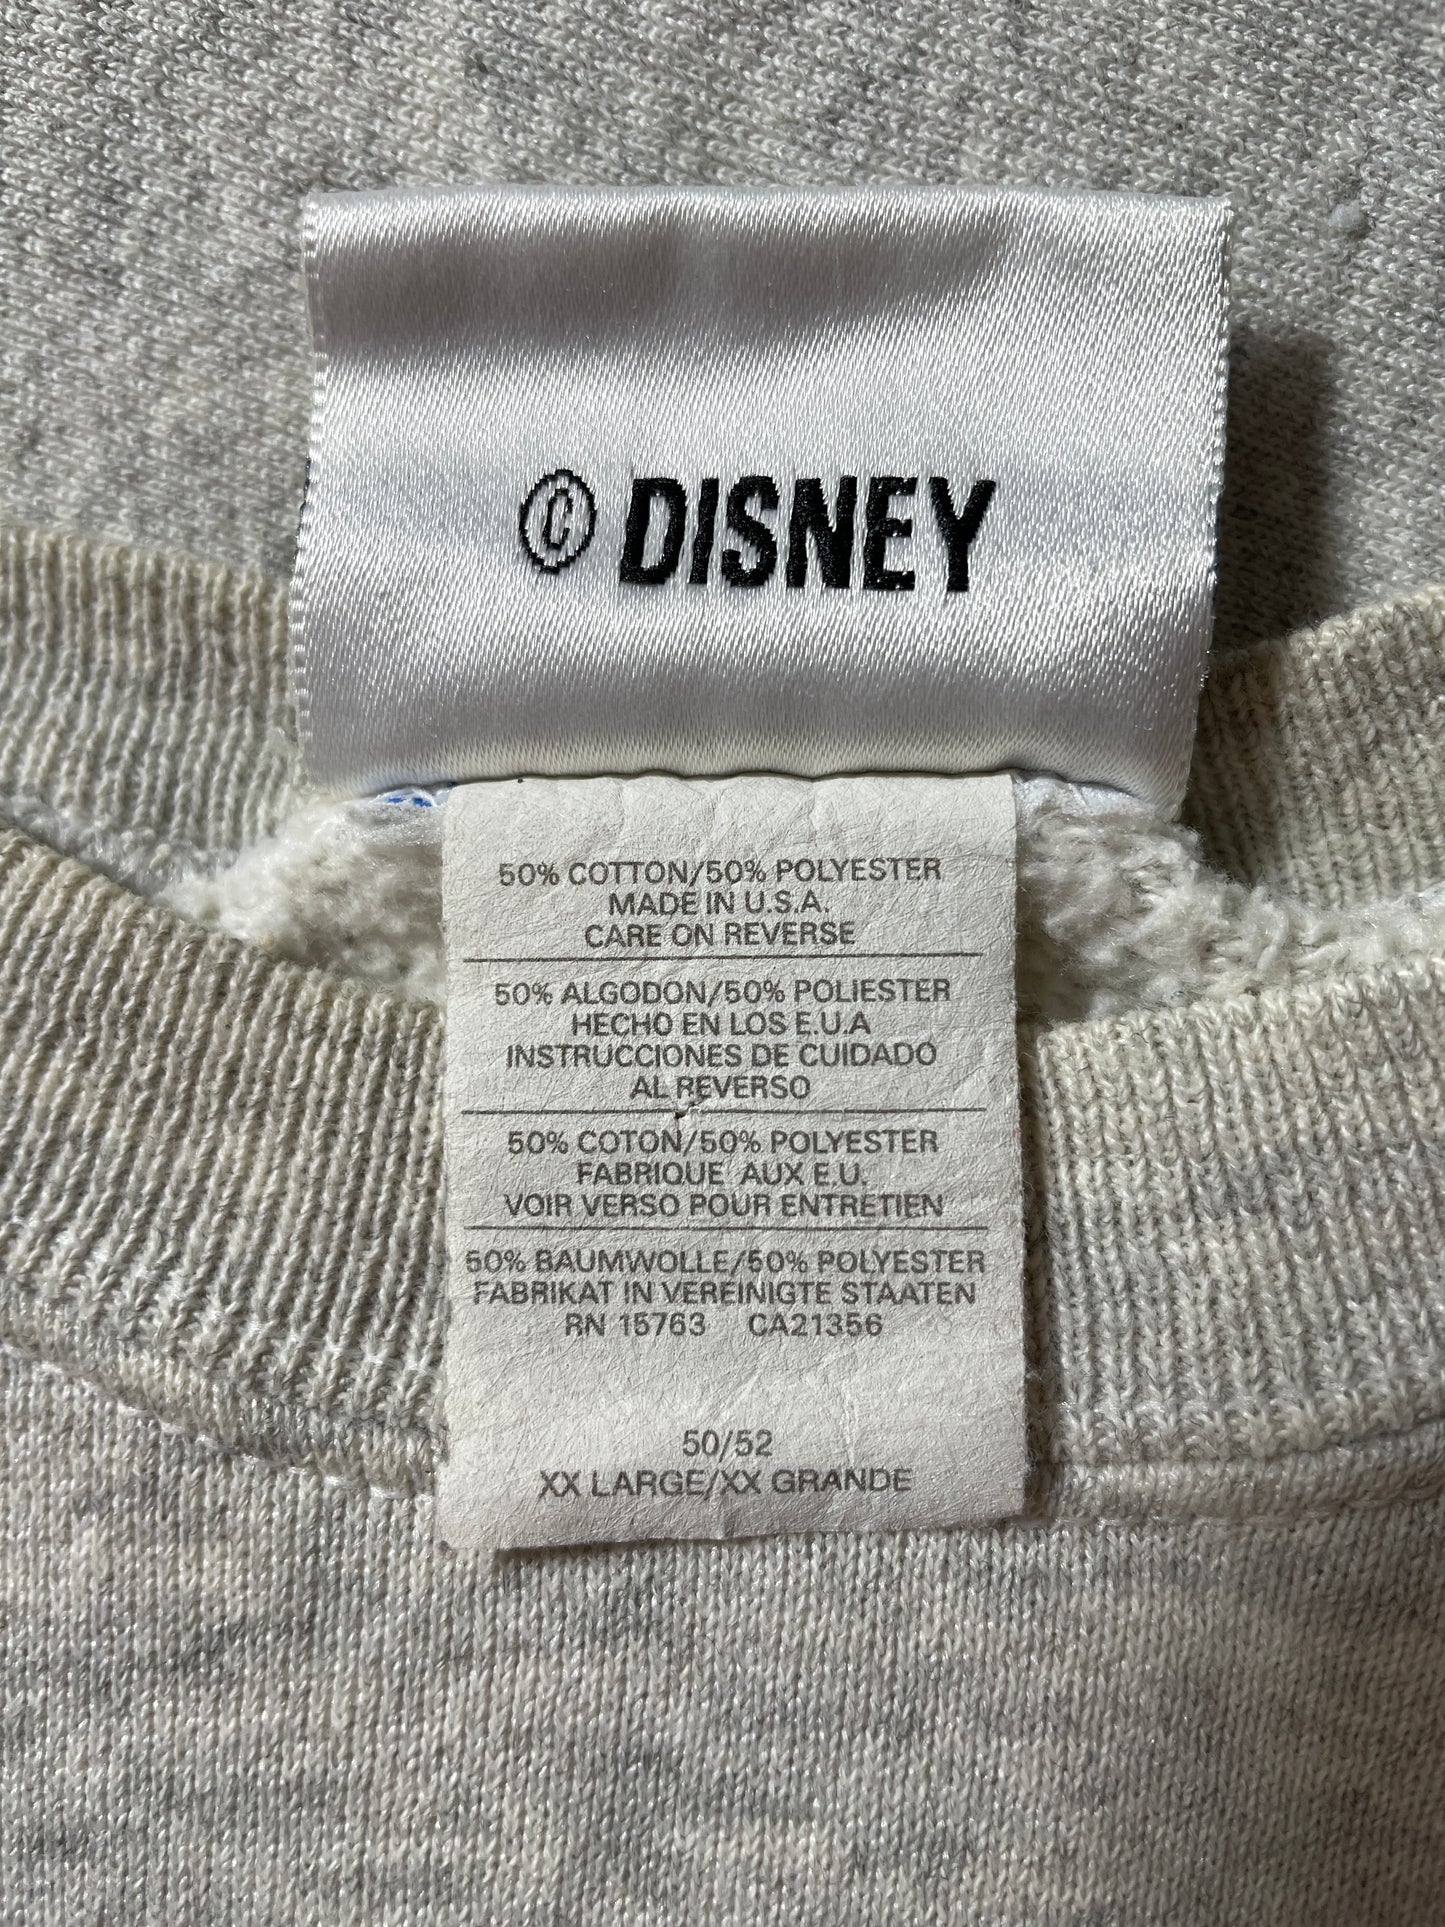 © DISNEY
50% COTTON/50% POLYESTER
MADE IN U.S.A.
CARE ON REVERSE
50% ALGODON/50% POLIESTER
HECHO EN LOS E.U.A
INSTRUCCIONES DE CUIDADO
AL REVERSO
50% COTON/50% POLYESTER
FABRIQUE AUX E.U.
VOIR VERSO POUR ENTRETIEN
50% BAUMWOLLE/50% POLYESTER
FABRIKAT IN VEREINIGTE STAATEN
RN 15763 CA21356
50/52
XX LARGE/XX GRANDE